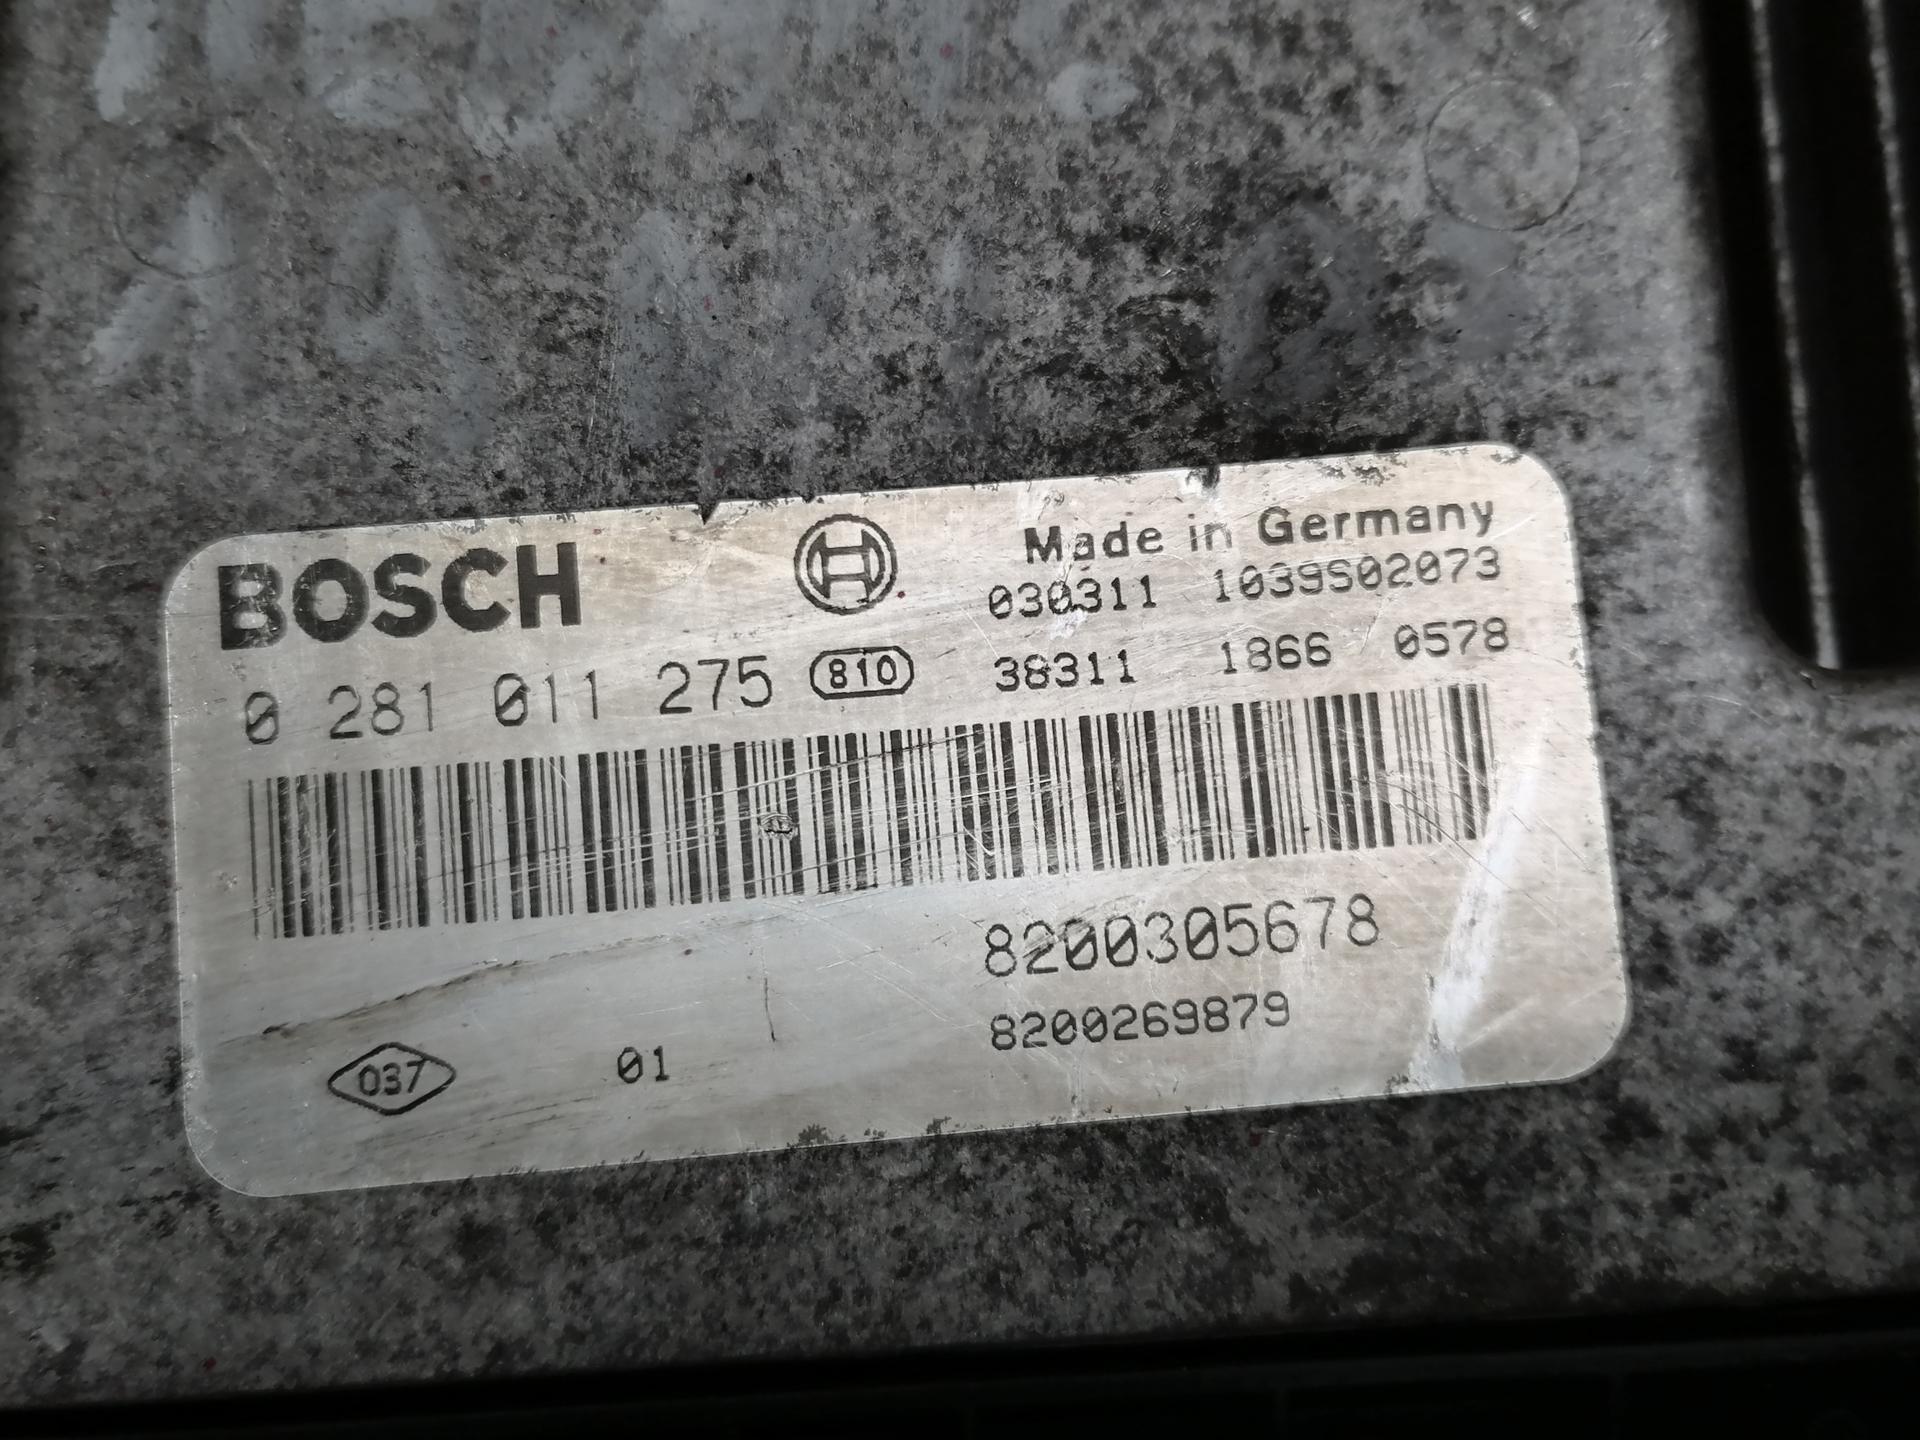 BOSCH
Made in Germany
030311 1039S02073
0 281 011 275 810 38311 1866 0578
8200305678
8200269879
037 01